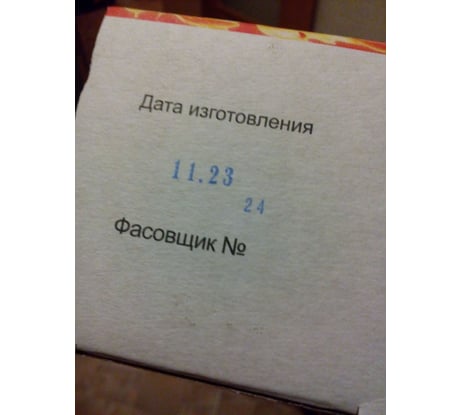 Дата изготовления
11.23
24
Фасовщик №